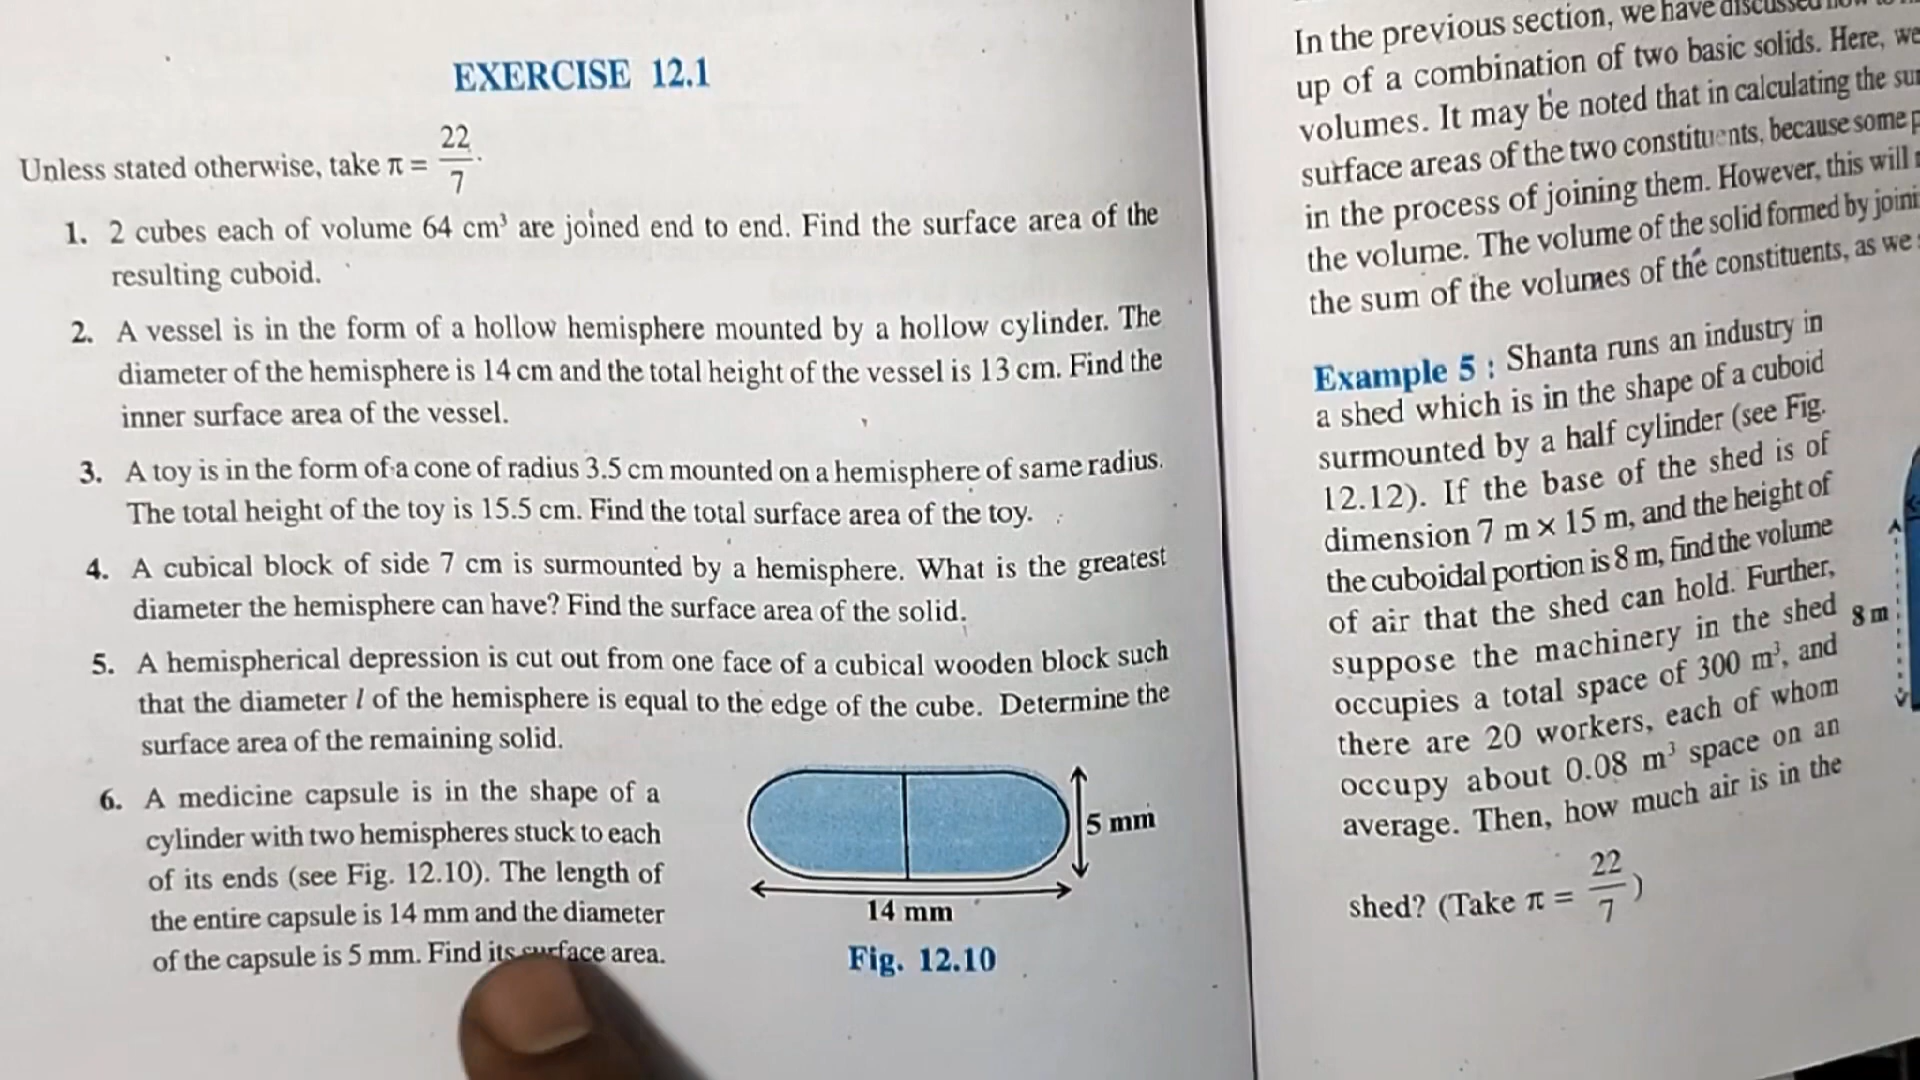 EXERCISE 12.1
Unless stated otherwise, take π = 22/7.
1. 2 cubes each of volume 64 cm³ are joined end to end. Find the surface area of the
resulting cuboid.
2. A vessel is in the form of a hollow hemisphere mounted by a hollow cylinder. The
diameter of the hemisphere is 14 cm and the total height of the vessel is 13 cm. Find the
inner surface area of the vessel.
3. A toy is in the form of a cone of radius 3.5 cm mounted on a hemisphere of same radius.
The total height of the toy is 15.5 cm. Find the total surface area of the toy.
4. A cubical block of side 7 cm is surmounted by a hemisphere. What is the greatest
diameter the hemisphere can have? Find the surface area of the solid.
5. A hemispherical depression is cut out from one face of a cubical wooden block such
that the diameter l of the hemisphere is equal to the edge of the cube. Determine the
surface area of the remaining solid.
6. A medicine capsule is in the shape of a
cylinder with two hemispheres stuck to each
of its ends (see Fig. 12.10). The length of
the entire capsule is 14 mm and the diameter
of the capsule is 5 mm. Find its surface area.
5 mm
14 mm
Fig. 12.10
In the previous section, we have discussed
up of a combination of two basic solids. Here, we
volumes. It may be noted that in calculating the
surface areas of the two constituents, because some
in the process of joining them. However, this will
the volume. The volume of the solid formed by
the sum of the volumes of the constituents, as we
Example 5 : Shanta runs an industry in
a shed which is in the shape of a cuboid
surmounted by a half cylinder (see Fig.
12.12). If the base of the shed is of
dimension 7 m × 15 m, and the height of
the cuboidal portion is 8 m, find the volume
of air that the shed can hold. Further,
suppose the machinery in the shed
occupies a total space of 300 m³, and
there are 20 workers, each of whom
occupy about 0.08 m³ space on an
average. Then, how much air is in the
shed? (Take π = 22/7)
8 m